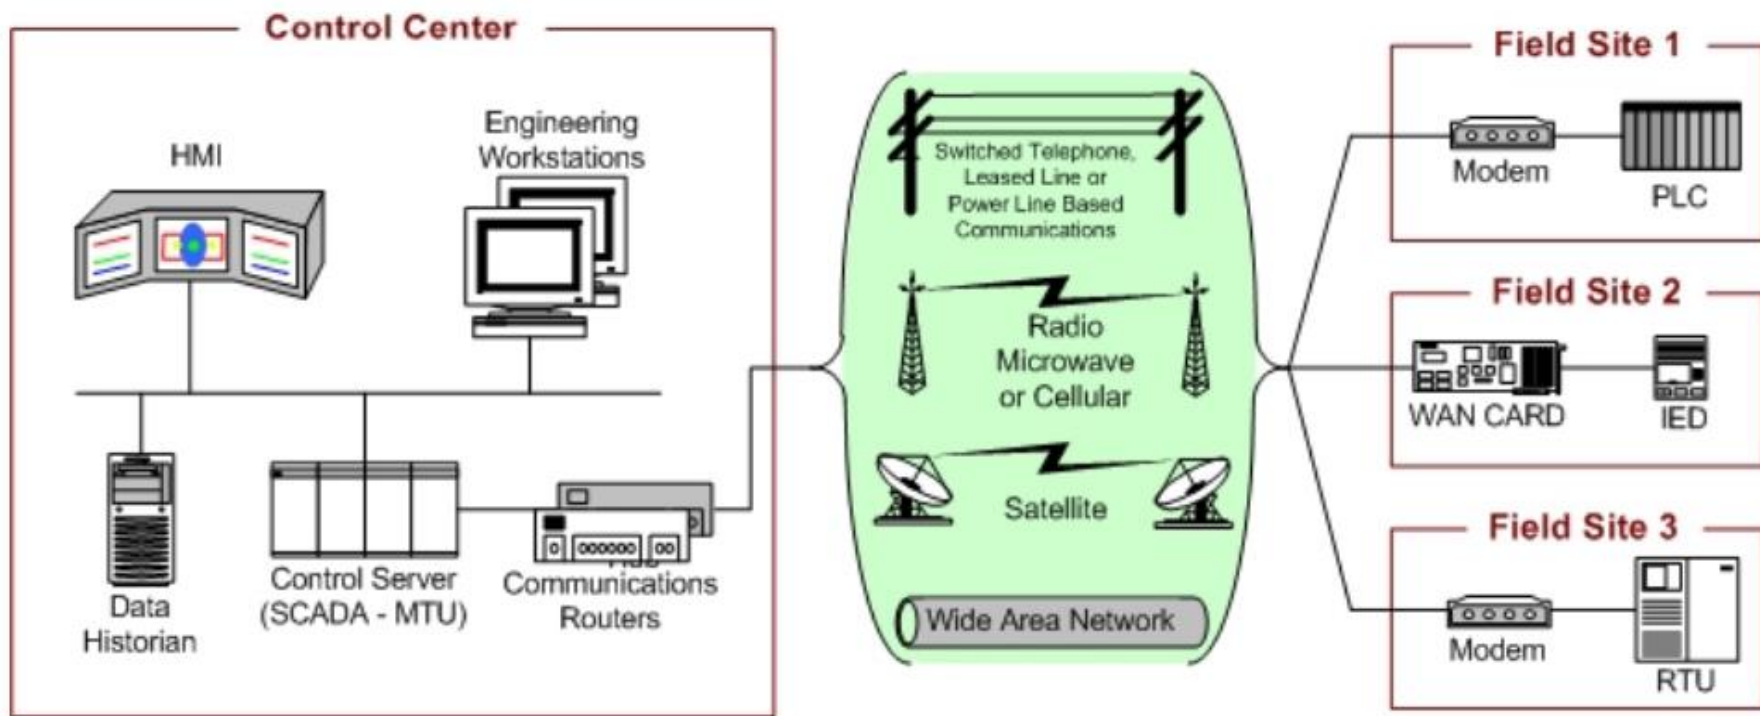 Control Center
HMI
Engineering
Workstations
Data
Historian
Control Server
(SCADA - MTU)
Communications
Routers
Switched Telephone,
Leased Line or
Power Line Based
Communications
Radio
Microwave
or Cellular
Satellite
Wide Area Network
Field Site 1
Modem
PLC
Field Site 2
WAN CARD
IED
Field Site 3
Modem
RTU